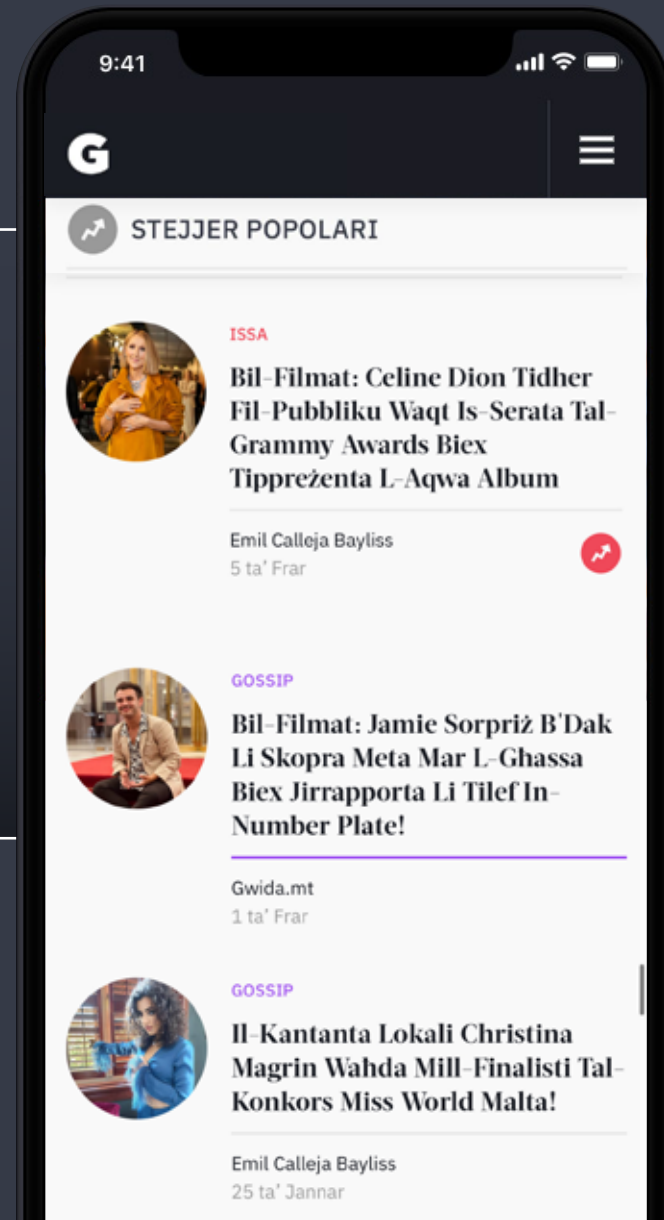 9:41
G
STEJJER POPOLARI
ISSA
Bil-Filmat: Celine Dion Tidher
Fil-Pubbliku Waqt Is-Serata Tal-
Grammy Awards Biex
Tippreżenta L-Aqwa Album
Emil Calleja Bayliss
5 ta’ Frar
GOSSIP
Bil-Filmat: Jamie Sorpriż B'Dak
Li Skopra Meta Mar L-Ghassa
Biex Jirrapporta Li Tilef In-
Number Plate!
Gwida.mt
1 ta’ Frar
GOSSIP
Il-Kantanta Lokali Christina
Magrin Wahda Mill-Finalisti Tal-
Konkors Miss World Malta!
Emil Calleja Bayliss
25 ta’ Jannar